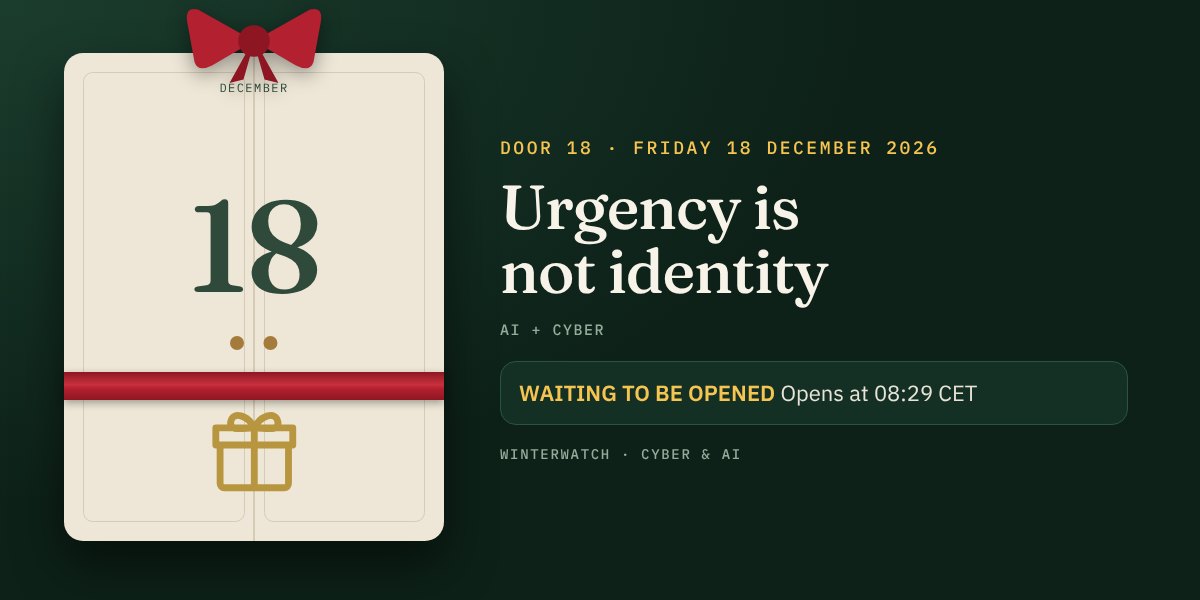 DECEMBER
18
DOOR 18 · FRIDAY 18 DECEMBER 2026
Urgency is
not identity
AI + CYBER
WAITING TO BE OPENED Opens at 08:29 CET
WINTERWATCH · CYBER & AI